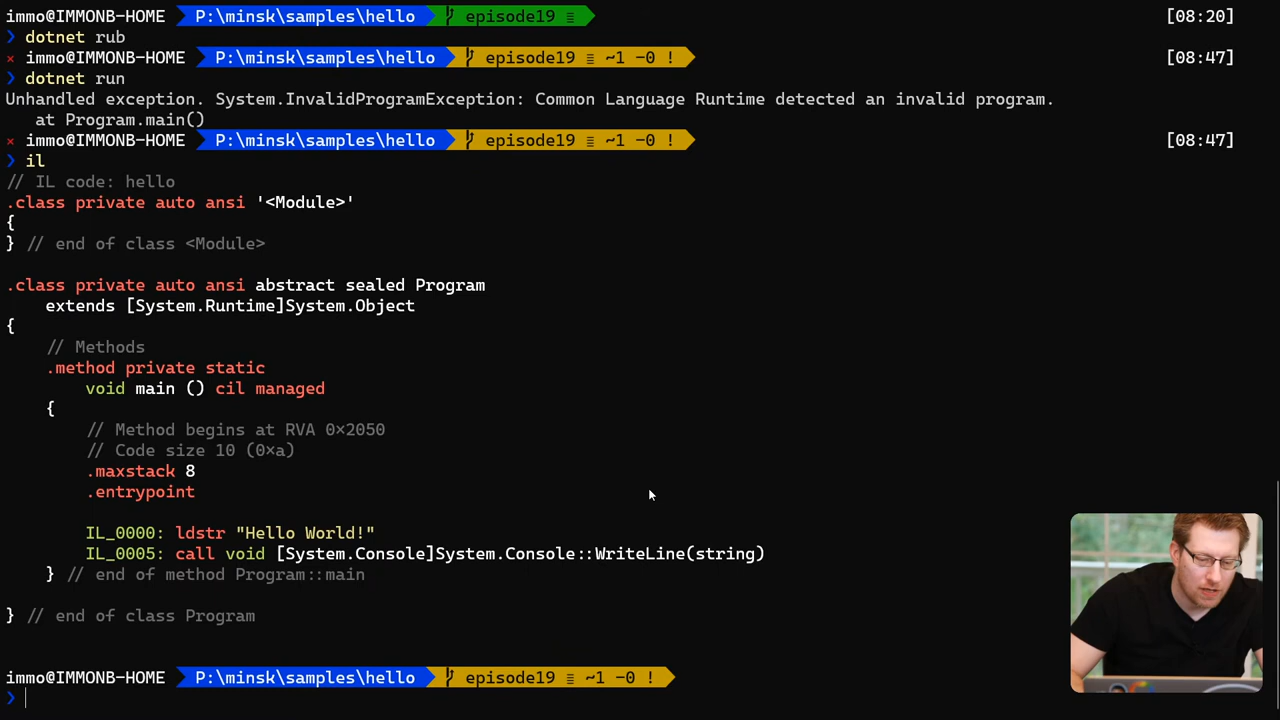 immo@IMMONB-HOME P:\minsk\samples\hello episode19 ≡ [08:20]
❯ dotnet rub
× immo@IMMONB-HOME P:\minsk\samples\hello episode19 ≡ ~1 -0 ! [08:47]
❯ dotnet run
Unhandled exception. System.InvalidProgramException: Common Language Runtime detected an invalid program.
at Program.main()
× immo@IMMONB-HOME P:\minsk\samples\hello episode19 ≡ ~1 -0 ! [08:47]
❯ il
// IL code: hello
.class private auto ansi '<Module>'
{
} // end of class <Module>
.class private auto ansi abstract sealed Program
extends [System.Runtime]System.Object
{
// Methods
.method private static
void main () cil managed
{
// Method begins at RVA 0×2050
// Code size 10 (0×a)
.maxstack 8
.entrypoint
IL_0000: ldstr "Hello World!"
IL_0005: call void [System.Console]System.Console::WriteLine(string)
} // end of method Program::main
} // end of class Program
immo@IMMONB-HOME P:\minsk\samples\hello episode19 ≡ ~1 -0 !
❯